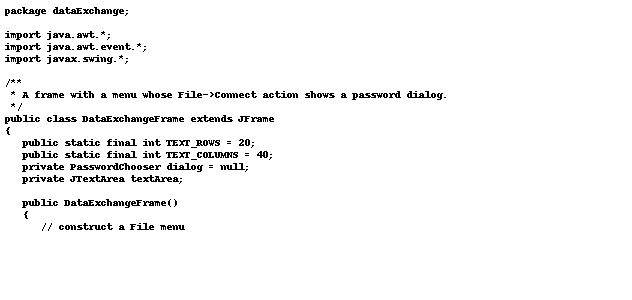 package dataExchange;

import java.awt.*;
import java.awt.event.*;
import javax.swing.*;

/**
 * A frame with a menu whose File->Connect action shows a password dialog.
 */
public class DataExchangeFrame extends JFrame
{
   public static final int TEXT_ROWS = 20;
   public static final int TEXT_COLUMNS = 40;
   private PasswordChooser dialog = null;
   private JTextArea textArea;

   public DataExchangeFrame()
   {
      // construct a File menu